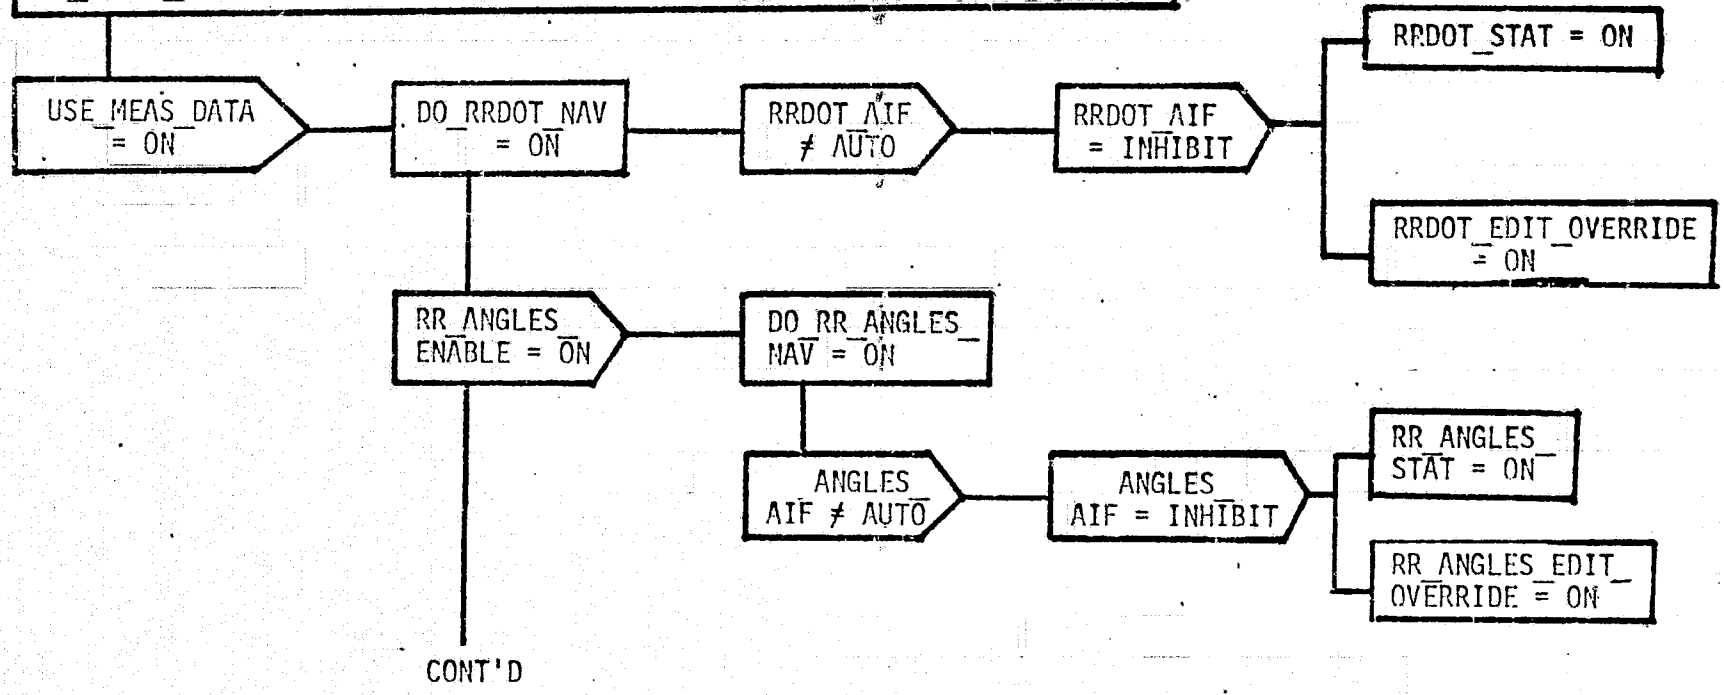 RRDOT_STAT = ON
USE_MEAS_DATA
= ON
DO_RRDOT_NAV
= ON
RRDOT_AIF
≠ AUTO
RRDOT_AIF
= INHIBIT
RRDOT_EDIT_OVERRIDE
= ON
RR_ANGLES_
ENABLE = ON
DO_RR_ANGLES_
NAV = ON
RR_ANGLES_
STAT = ON
ANGLES_
AIF ≠ AUTO
ANGLES_
AIF = INHIBIT
RR_ANGLES_EDIT_
OVERRIDE = ON
CONT'D